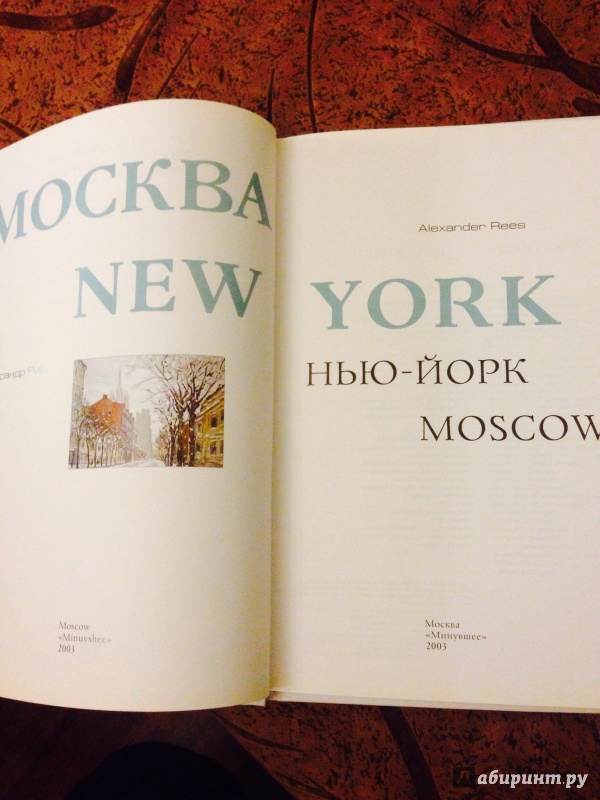 МОСКВА
NEW
Moscow
«Minuvshee»
2003
Alexander Rees
YORK
НЬЮ-ЙОРК
MOSCOW
Москва
«Минувшее»
2003
абиринт.ру